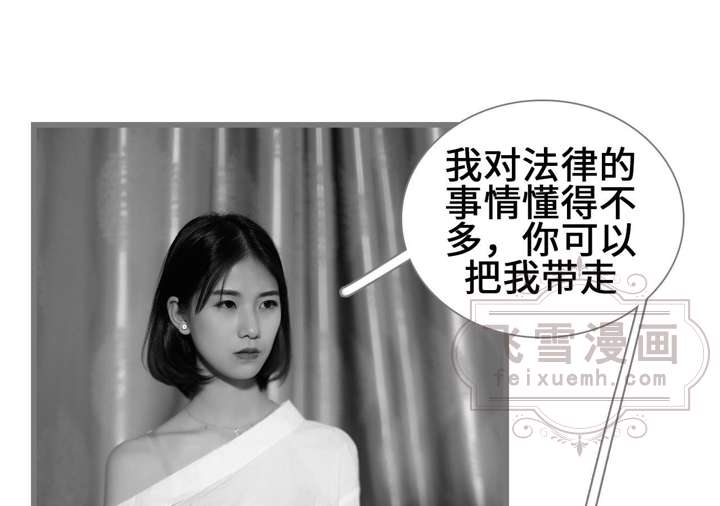 我对法律的
事情懂得不
多，你可以
把我带走
飞雪漫画
feixuemh.com